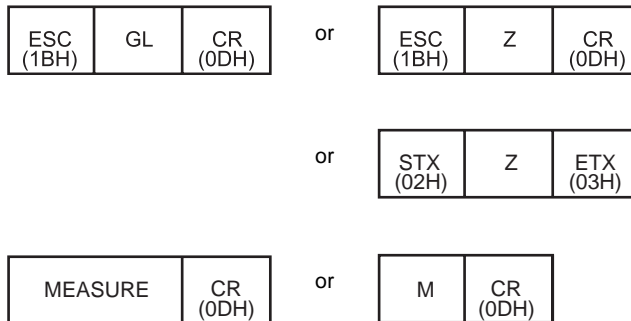 ESC GL CR or ESC Z CR
(1BH) (0DH) (1BH) (0DH)
or STX Z ETX
(02H) (03H)
MEASURE CR or M CR
(0DH) (0DH)